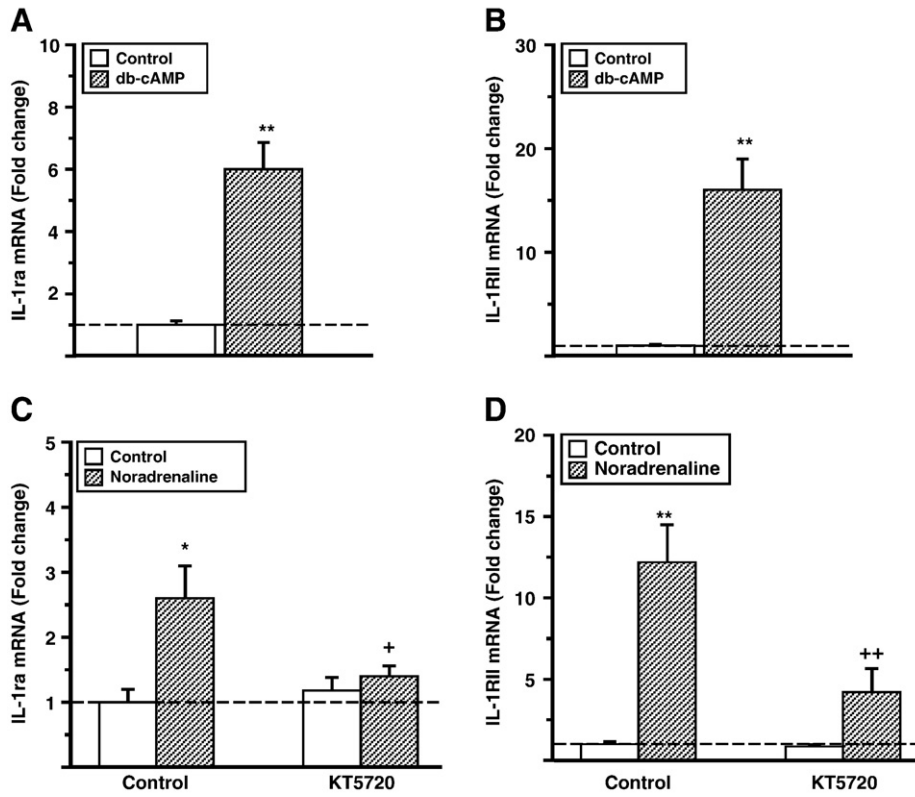 A
IL-1ra mRNA (Fold change)
10
8
6
4
2
Control
db-cAMP
**
B
IL-1RII mRNA (Fold change)
30
20
10
Control
db-cAMP
**
C
IL-1ra mRNA (Fold change)
5
4
3
2
1
Control
Noradrenaline
*
+
Control
KT5720
D
IL-1RII mRNA (Fold change)
20
15
10
5
Control
Noradrenaline
**
++
Control
KT5720